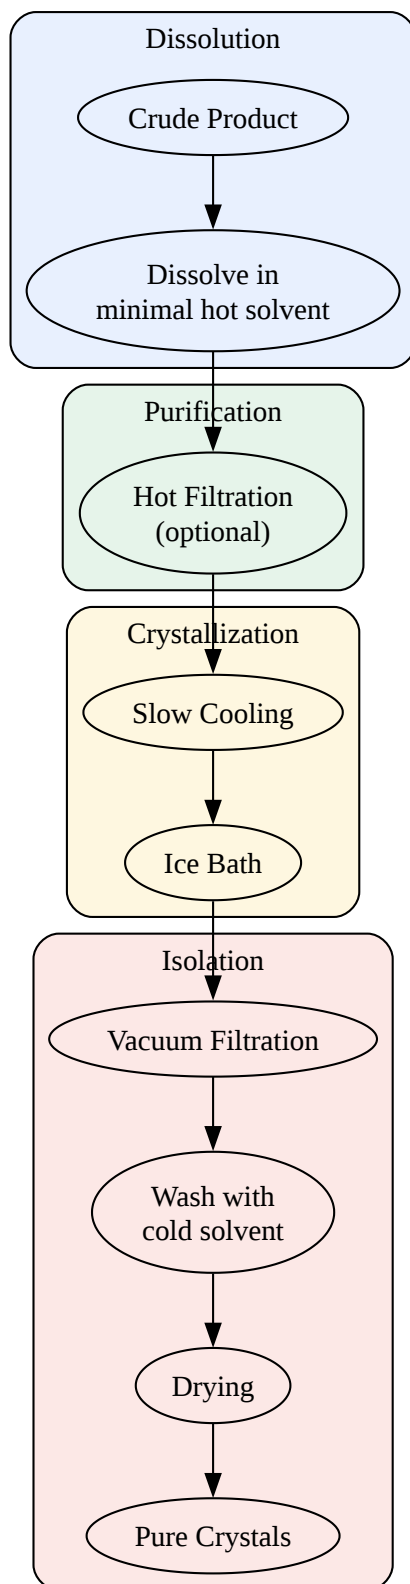 Dissolution
Crude Product
Dissolve in
minimal hot solvent
Purification
Hot Filtration
(optional)
Crystallization
Slow Cooling
Ice Bath
Isolation
Vacuum Filtration
Wash with
cold solvent
Drying
Pure Crystals